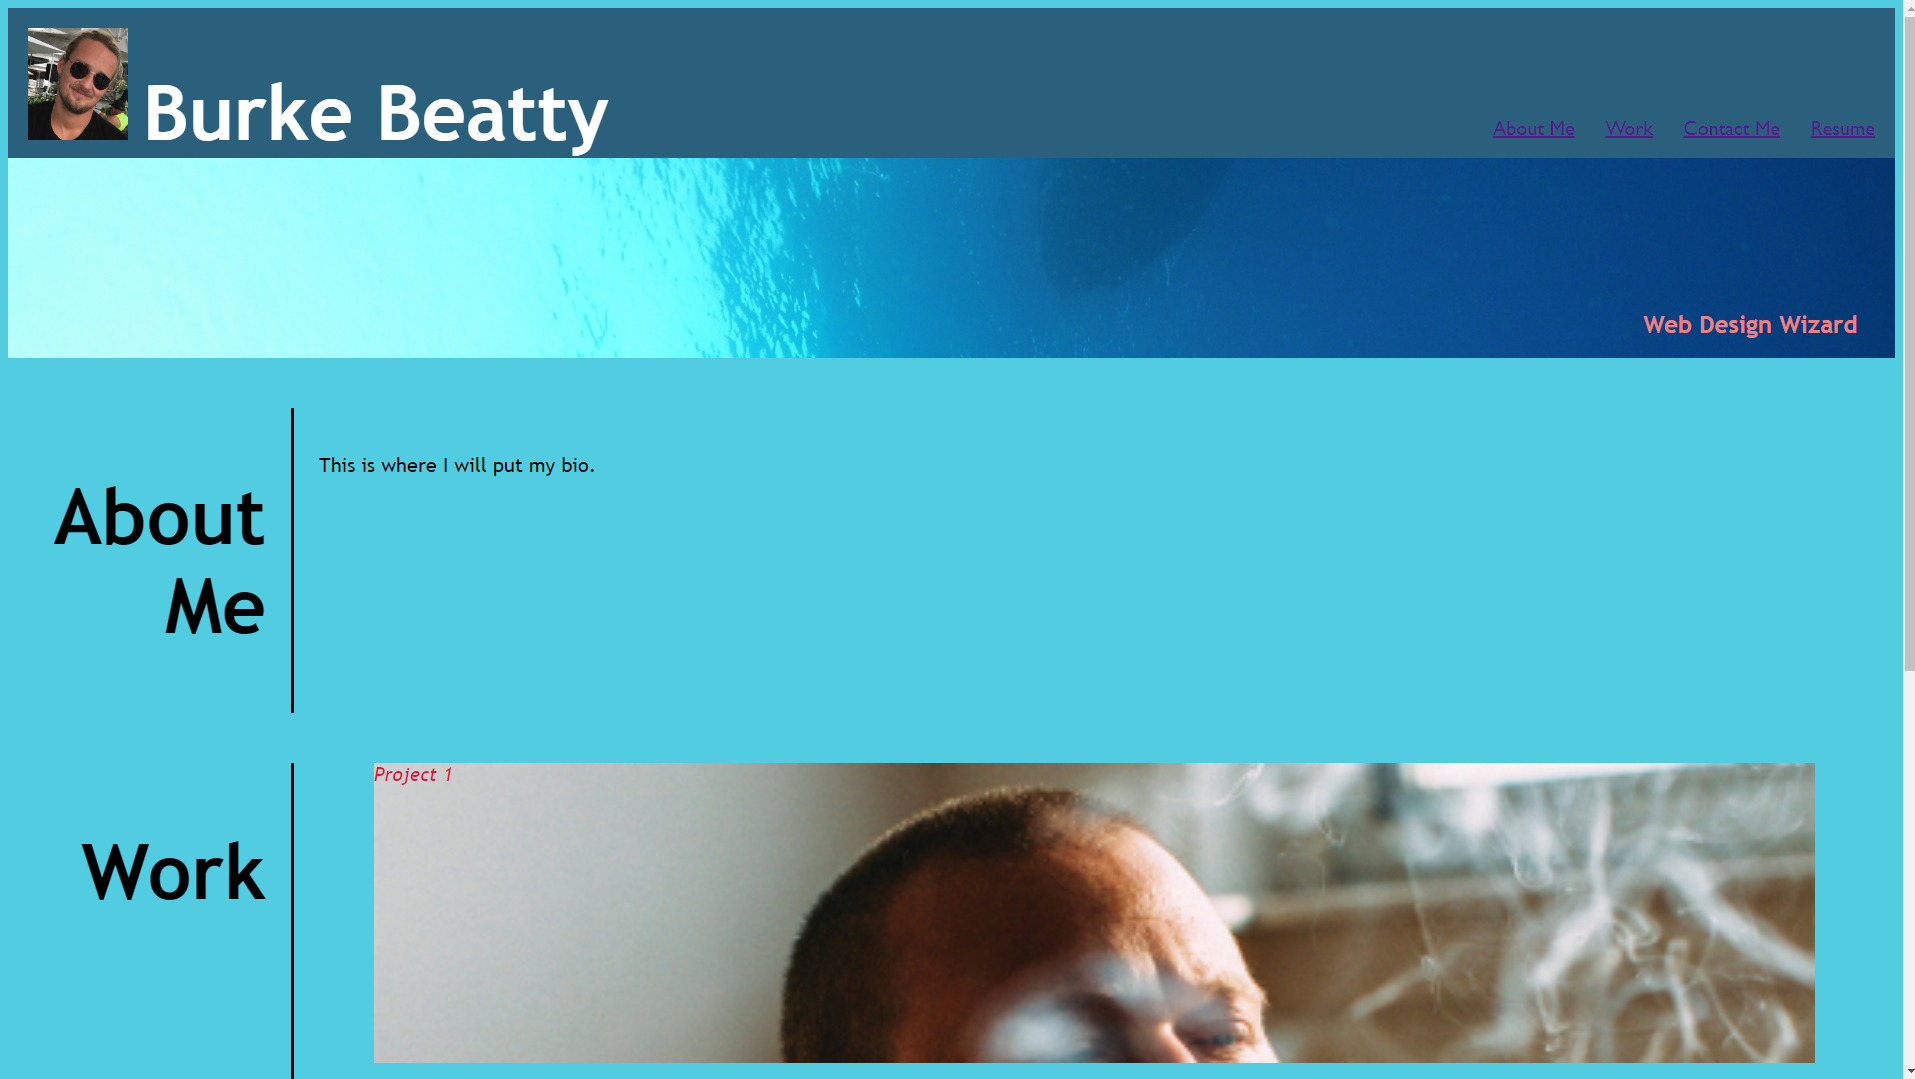 Burke Beatty
About Me Work Contact Me Resume
Web Design Wizard
About
Me
This is where I will put my bio.
Work
Project 1